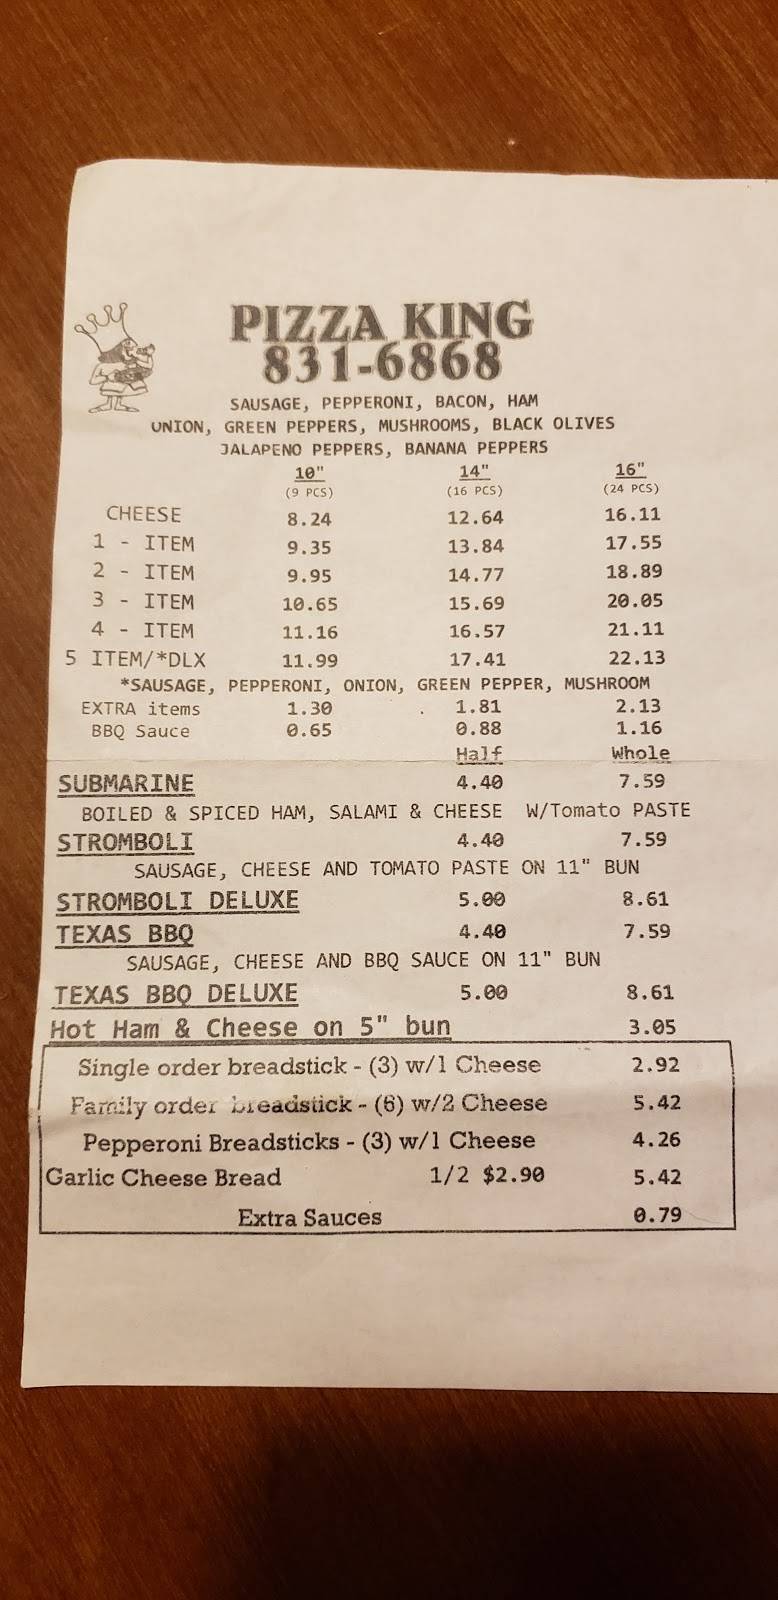 PIZZA KING
831-6868
SAUSAGE, PEPPERONI, BACON, HAM
ONION, GREEN PEPPERS, MUSHROOMS, BLACK OLIVES
JALAPENO PEPPERS, BANANA PEPPERS
10" 14" 16"
(9 PCS) (16 PCS) (24 PCS)
CHEESE 8.24 12.64 16.11
1 - ITEM 9.35 13.84 17.55
2 - ITEM 9.95 14.77 18.89
3 - ITEM 10.65 15.69 20.05
4 - ITEM 11.16 16.57 21.11
5 ITEM/*DLX 11.99 17.41 22.13
*SAUSAGE, PEPPERONI, ONION, GREEN PEPPER, MUSHROOM
EXTRA items 1.30 1.81 2.13
BBQ Sauce 0.65 0.88 1.16
Half Whole
SUBMARINE 4.40 7.59
BOILED & SPICED HAM, SALAMI & CHEESE W/Tomato PASTE
STROMBOLI 4.40 7.59
SAUSAGE, CHEESE AND TOMATO PASTE ON 11" BUN
STROMBOLI DELUXE 5.00 8.61
TEXAS BBQ 4.40 7.59
SAUSAGE, CHEESE AND BBQ SAUCE ON 11" BUN
TEXAS BBQ DELUXE 5.00 8.61
Hot Ham & Cheese on 5" bun 3.05
Single order breadstick - (3) w/1 Cheese 2.92
Family order breadstick - (6) w/2 Cheese 5.42
Pepperoni Breadsticks - (3) w/1 Cheese 4.26
Garlic Cheese Bread 1/2 $2.90 5.42
Extra Sauces 0.79